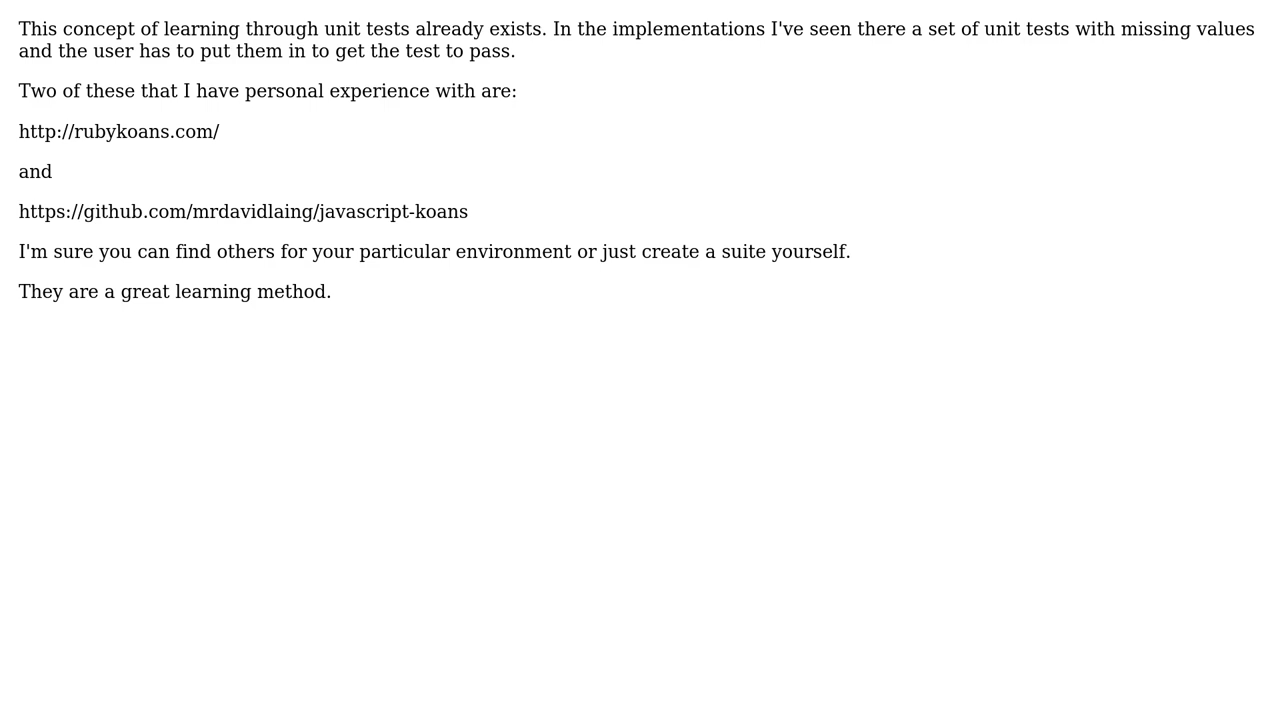 This concept of learning through unit tests already exists. In the implementations I've seen there a set of unit tests with missing values
and the user has to put them in to get the test to pass.
Two of these that I have personal experience with are:
http://rubykoans.com/
and
https://github.com/mrdavidlaing/javascript-koans
I'm sure you can find others for your particular environment or just create a suite yourself.
They are a great learning method.